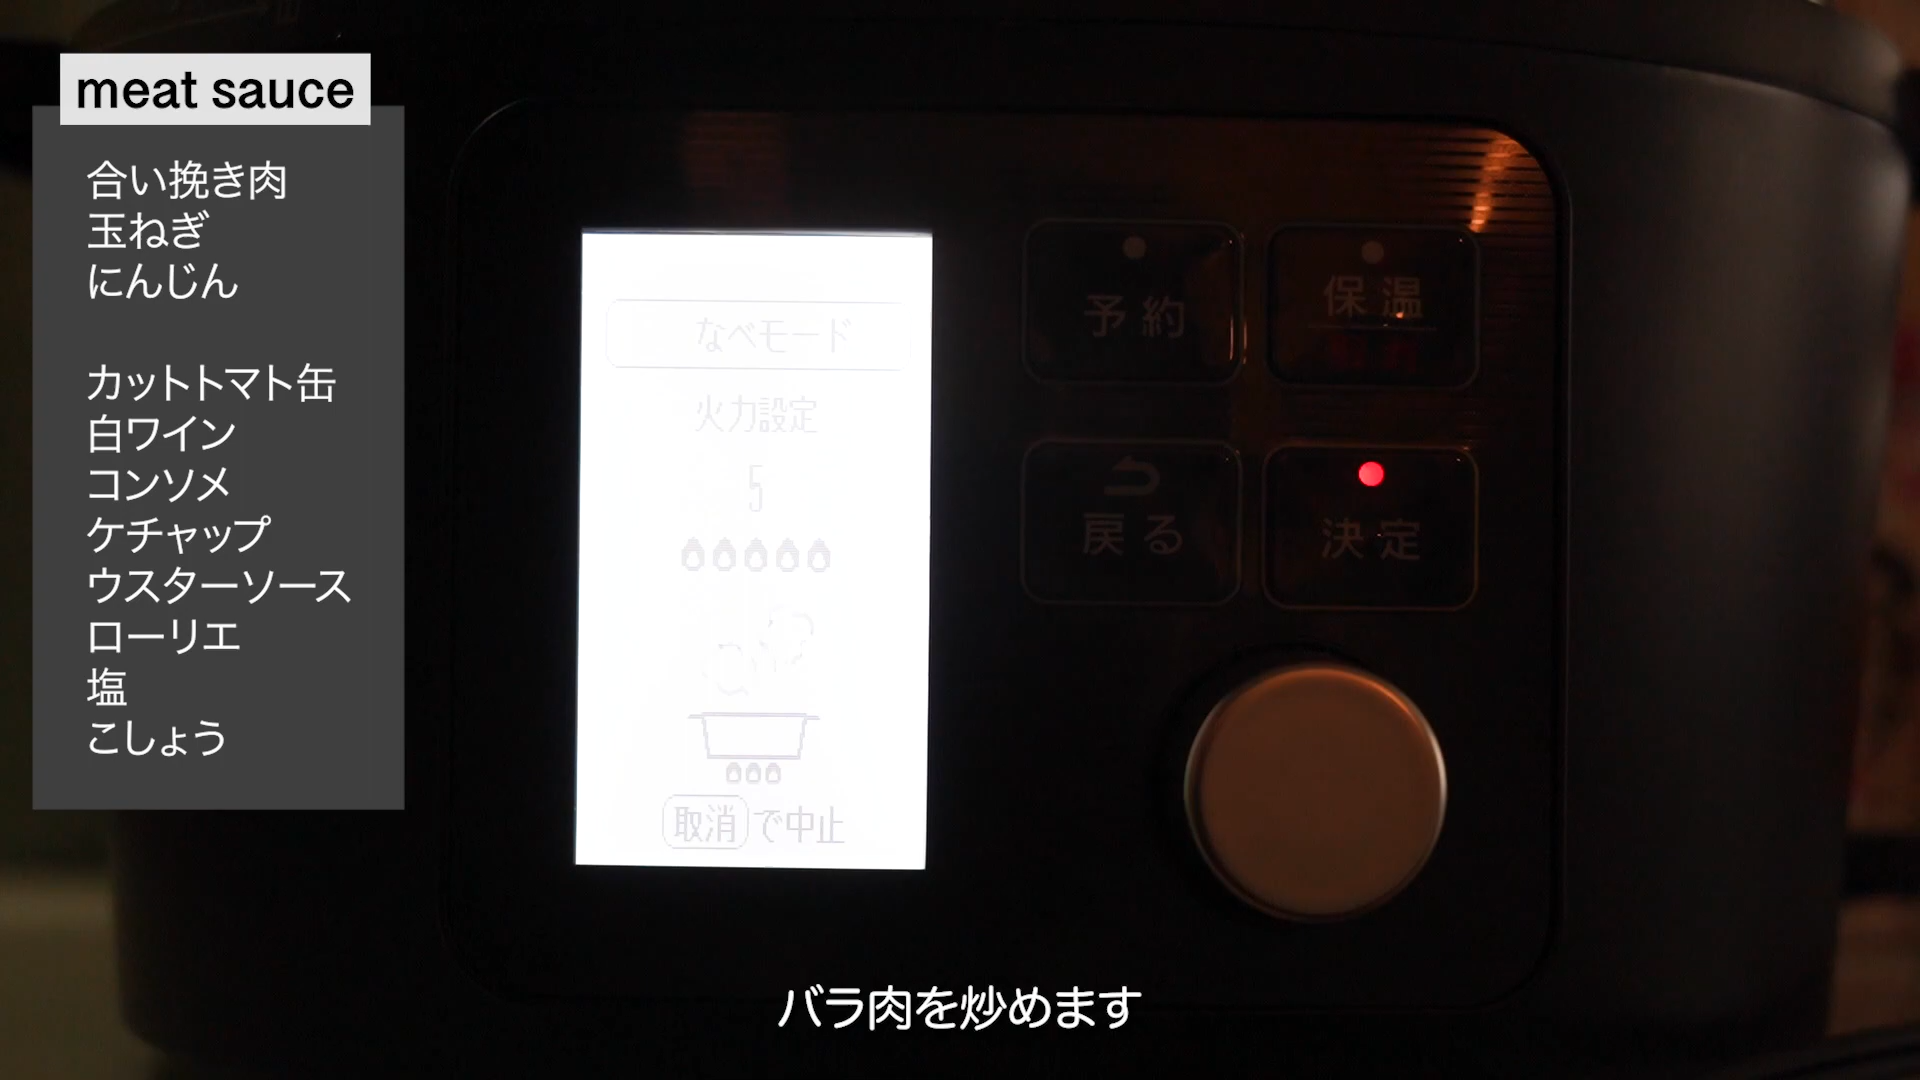 meat sauce
合い挽き肉
玉ねぎ
にんじん
カットトマト缶
白ワイン
コンソメ
ケチャップ
ウスターソース
ローリエ
塩
こしょう
なべモード
火力設定
5
取消で中止
予約
保温
戻る
決定
バラ肉を炒めます